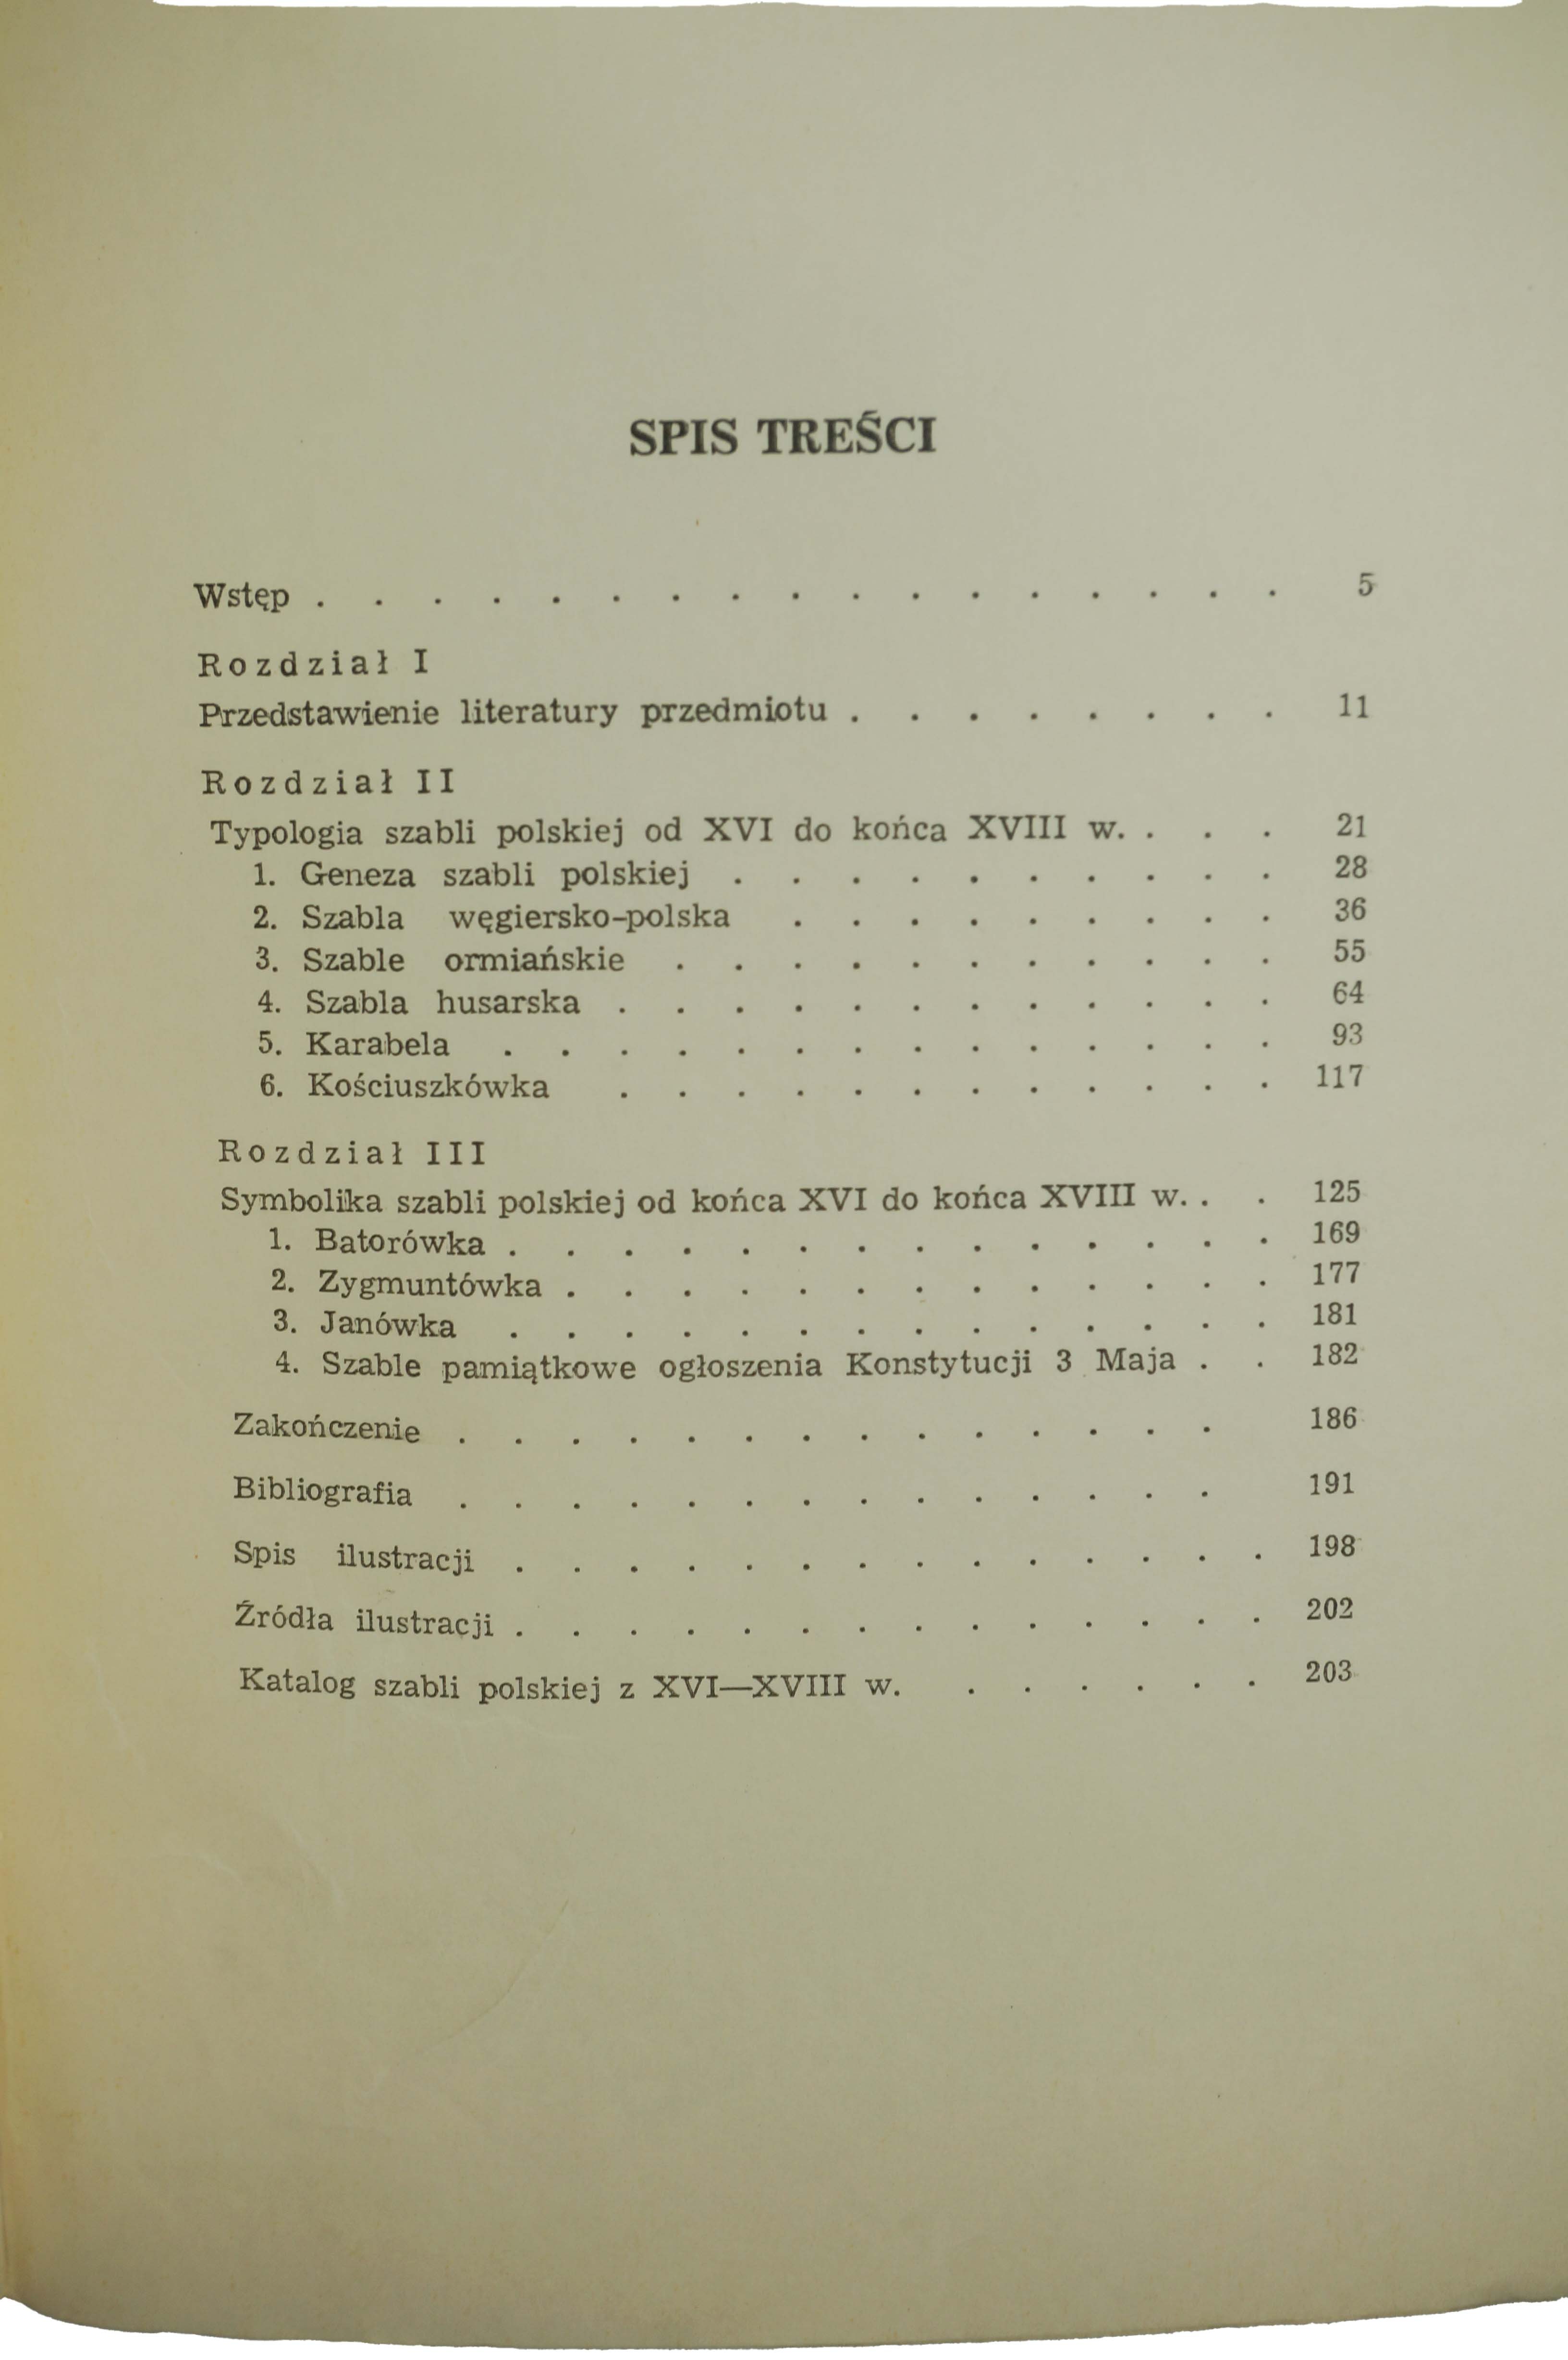 SPIS TREŚCI
Wstęp . . . . . . . . . . . . . . . . . 5
Rozdział I
Przedstawienie literatury przedmiotu . . . . . . . . 11
Rozdział II
Typologia szabli polskiej od XVI do końca XVIII w. . . . 21
1. Geneza szabli polskiej . . . . . . . . . . 28
2. Szabla węgiersko-polska . . . . . . . . . 36
3. Szable ormiańskie . . . . . . . . . . . 55
4. Szabla husarska . . . . . . . . . . . . 64
5. Karabela . . . . . . . . . . . . . . 93
6. Kościuszkówka . . . . . . . . . . . . 117
Rozdział III
Symbolika szabli polskiej od końca XVI do końca XVIII w. . . 125
1. Batorówka . . . . . . . . . . . . . . 169
2. Zygmuntówka . . . . . . . . . . . . . 177
3. Janówka . . . . . . . . . . . . . . 181
4. Szable pamiątkowe ogłoszenia Konstytucji 3 Maja . . 182
Zakończenie . . . . . . . . . . . . . . 186
Bibliografia . . . . . . . . . . . . . . 191
Spis ilustracji . . . . . . . . . . . . . . 198
Źródła ilustracji . . . . . . . . . . . . . . 202
Katalog szabli polskiej z XVI—XVIII w. . . . . . . 203